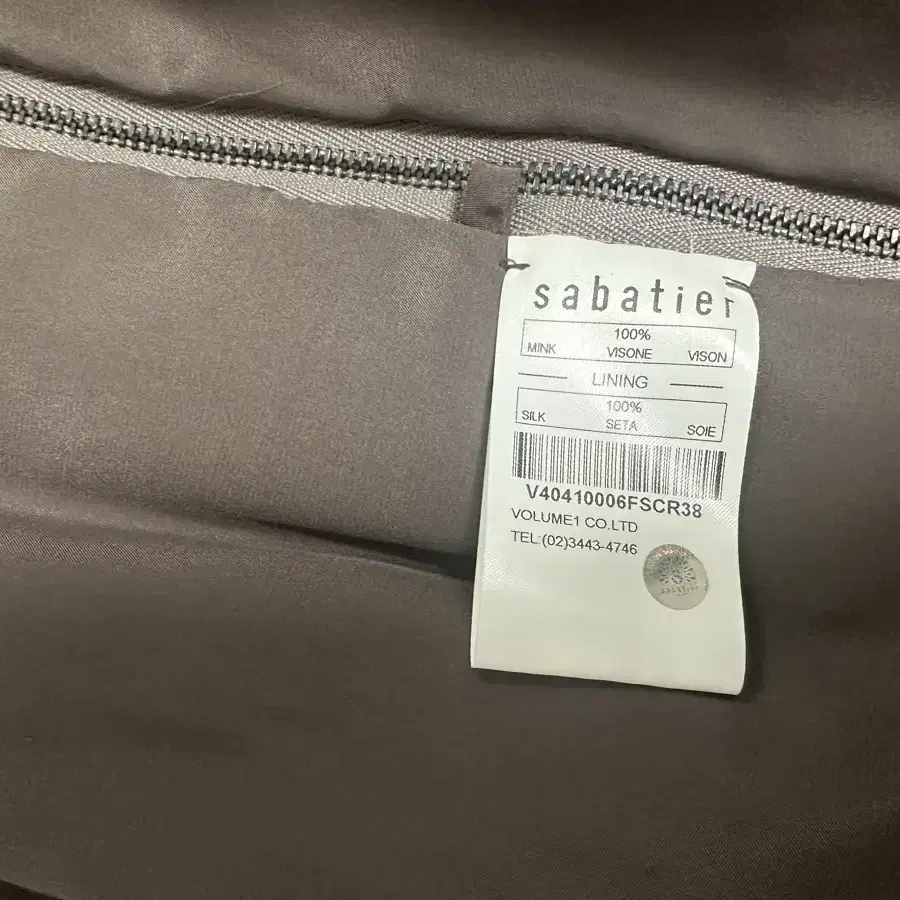 sabatier
100%
MINK VISONE VISON
LINING
100%
SILK SETA SOIE
V40410006FSCR38
VOLUME1 CO.LTD
TEL:(02)3443-4746